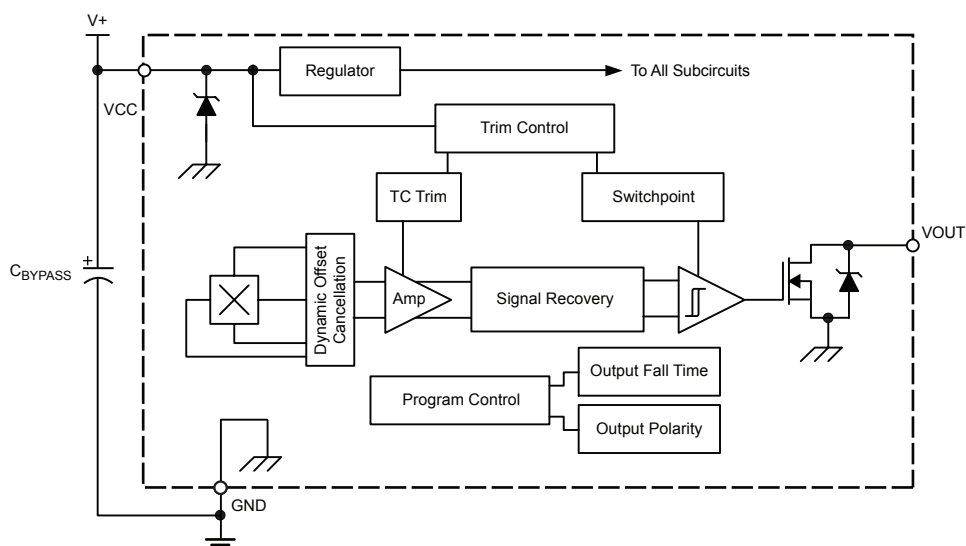 V+
Regulator
To All Subcircuits
VCC
Trim Control
TC Trim
Switchpoint
VOUT
CBYPASS
+
Dynamic Offset
Cancellation
Amp
Signal Recovery
Output Fall Time
Program Control
Output Polarity
GND